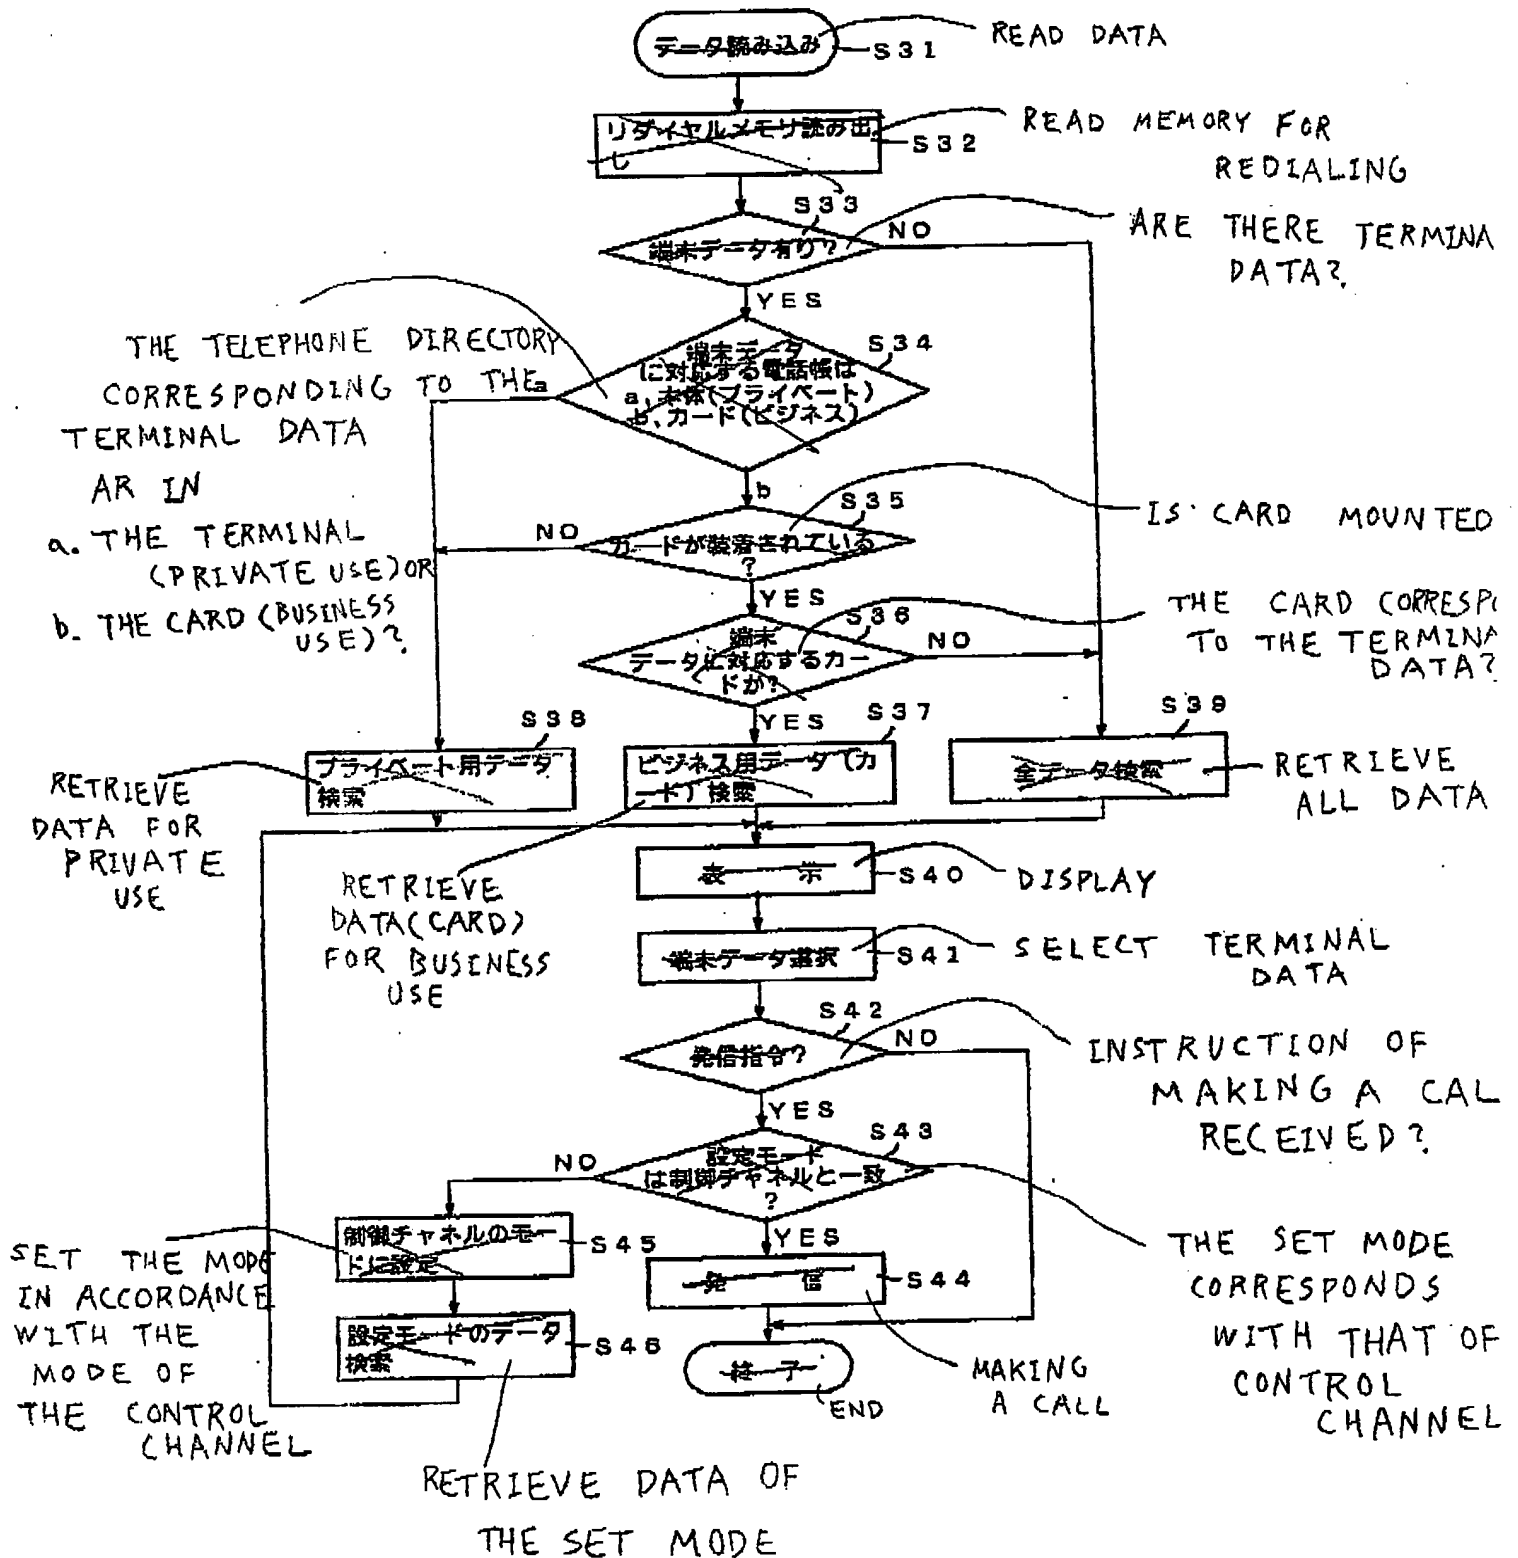 データ読み込み
S31
READ DATA
リダイヤルメモリ読み出
し
S32
READ MEMORY FOR
REDIALING
S33
端末データ有り?
NO
ARE THERE TERMINA
DATA?
YES
THE TELEPHONE DIRECTORY
CORRESPONDING TO THE
TERMINAL DATA
AR IN
a. THE TERMINAL
(PRIVATE USE) OR
b. THE CARD (BUSINESS
USE)?
S34
端末データ
に対応する電話帳は
a、本体(プライベート)
b、カード(ビジネス)
a
b
S35
カードが装着されている
?
NO
IS CARD MOUNTED
YES
S36
端末
データに対応するカー
ドか?
NO
THE CARD CORRESP
TO THE TERMINA
DATA?
YES
S38
プライベート用データ
検索
RETRIEVE
DATA FOR
PRIVATE
USE
S37
ビジネス用データ(カ
ード)検索
RETRIEVE
DATA(CARD)
FOR BUSINESS
USE
S39
全データ検索
RETRIEVE
ALL DATA
表示
S40
DISPLAY
端末データ選択
S41
SELECT TERMINAL
DATA
S42
発信指令?
NO
INSTRUCTION OF
MAKING A CAL
RECEIVED?
YES
S43
設定モード
は制御チャネルと一致
?
NO
THE SET MODE
CORRESPONDS
WITH THAT OF
CONTROL
CHANNEL
YES
制御チャネルのモー
ドに設定
S45
SET THE MODE
IN ACCORDANCE
WITH THE
MODE OF
THE CONTROL
CHANNEL
発信
S44
MAKING
A CALL
設定モードのデータ
検索
S46
RETRIEVE DATA OF
THE SET MODE
終了
END